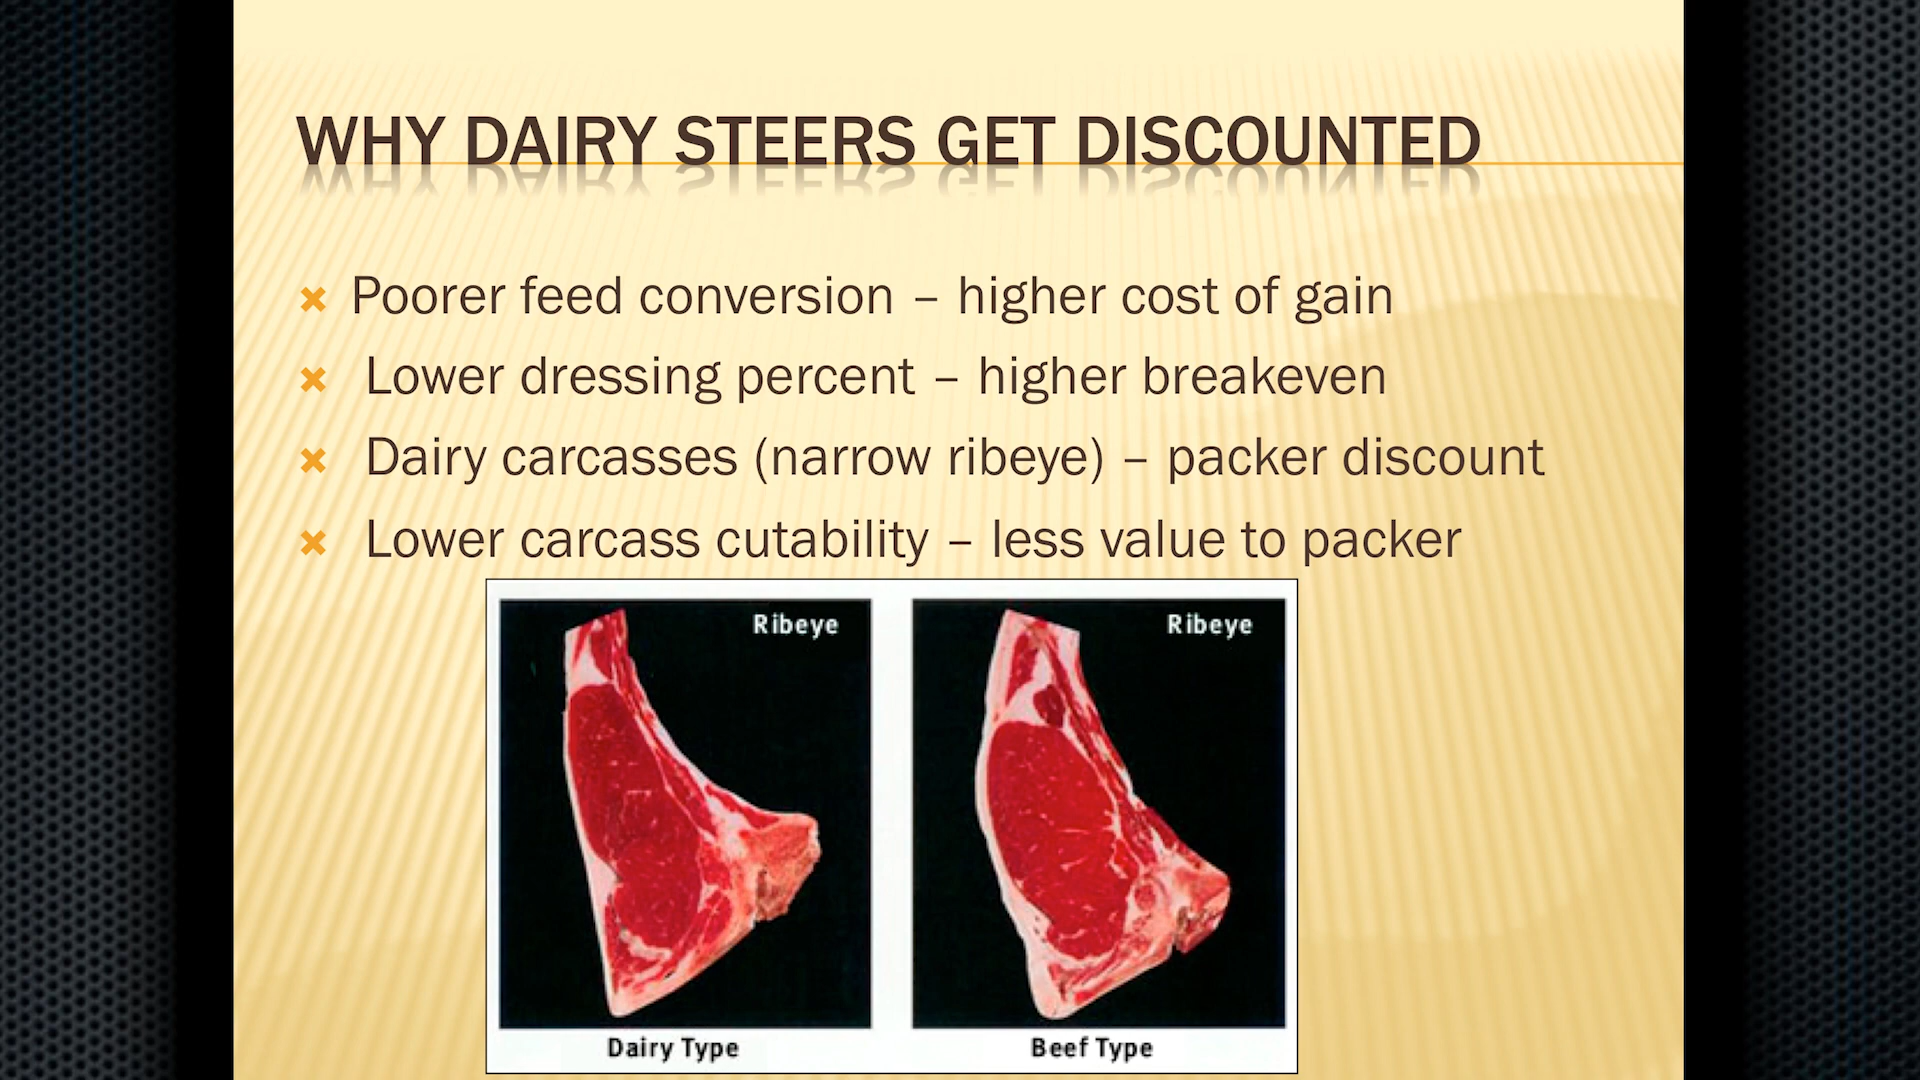 WHY DAIRY STEERS GET DISCOUNTED
Poorer feed conversion – higher cost of gain
Lower dressing percent – higher breakeven
Dairy carcasses (narrow ribeye) – packer discount
Lower carcass cutability – less value to packer
Ribeye
Ribeye
Dairy Type
Beef Type